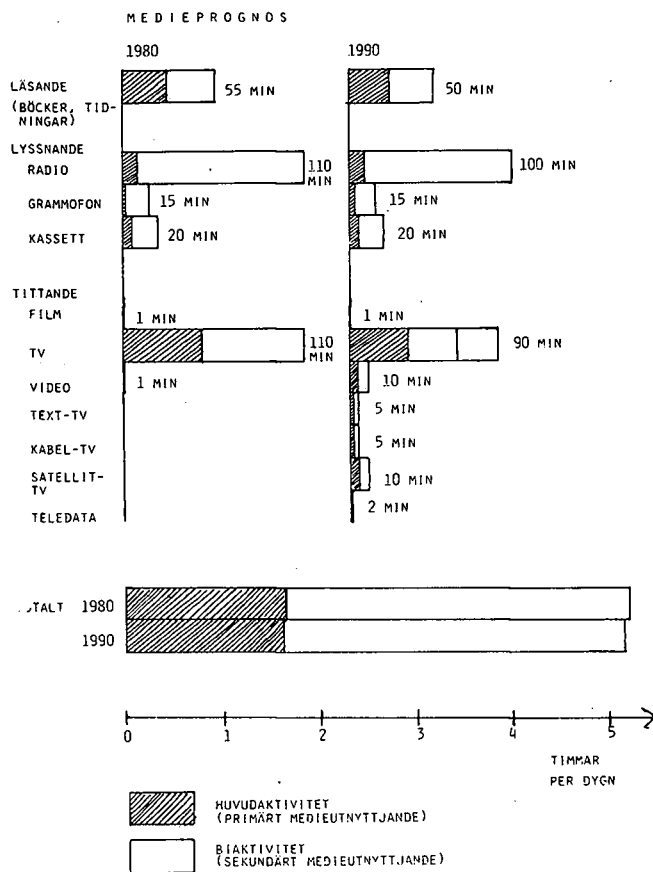 MEDIEPROGNOS
1980 1990
LÄSANDE 55 MIN 50 MIN
(BÖCKER, TID-
NINGAR)
LYSSNANDE
RADIO 110 MIN 100 MIN
GRAMMOFON 15 MIN 15 MIN
KASSETT 20 MIN 20 MIN
TITTANDE
FILM 1 MIN 1 MIN
TV 110 MIN 90 MIN
VIDEO 1 MIN 10 MIN
TEXT-TV 5 MIN
KABEL-TV 5 MIN
SATELLIT-
TV 10 MIN
TELEDATA 2 MIN
TALT 1980
1990
0 1 2 3 4 5
TIMMAR
PER DYGN
HUVUDAKTIVITET
(PRIMÄRT MEDIEUTNYTTJANDE)
BIAKTIVITET
(SEKUNDÄRT MEDIEUTNYTTJANDE)